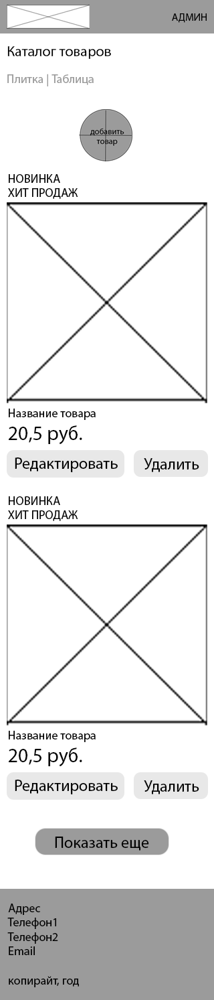 АДМИН
Каталог товаров
Плитка | Таблица
добавить
товар
НОВИНКА
ХИТ ПРОДАЖ
Название товара
20,5 руб.
Редактировать Удалить
НОВИНКА
ХИТ ПРОДАЖ
Название товара
20,5 руб.
Редактировать Удалить
Показать еще
Адрес
Телефон1
Телефон2
Email
копирайт, год